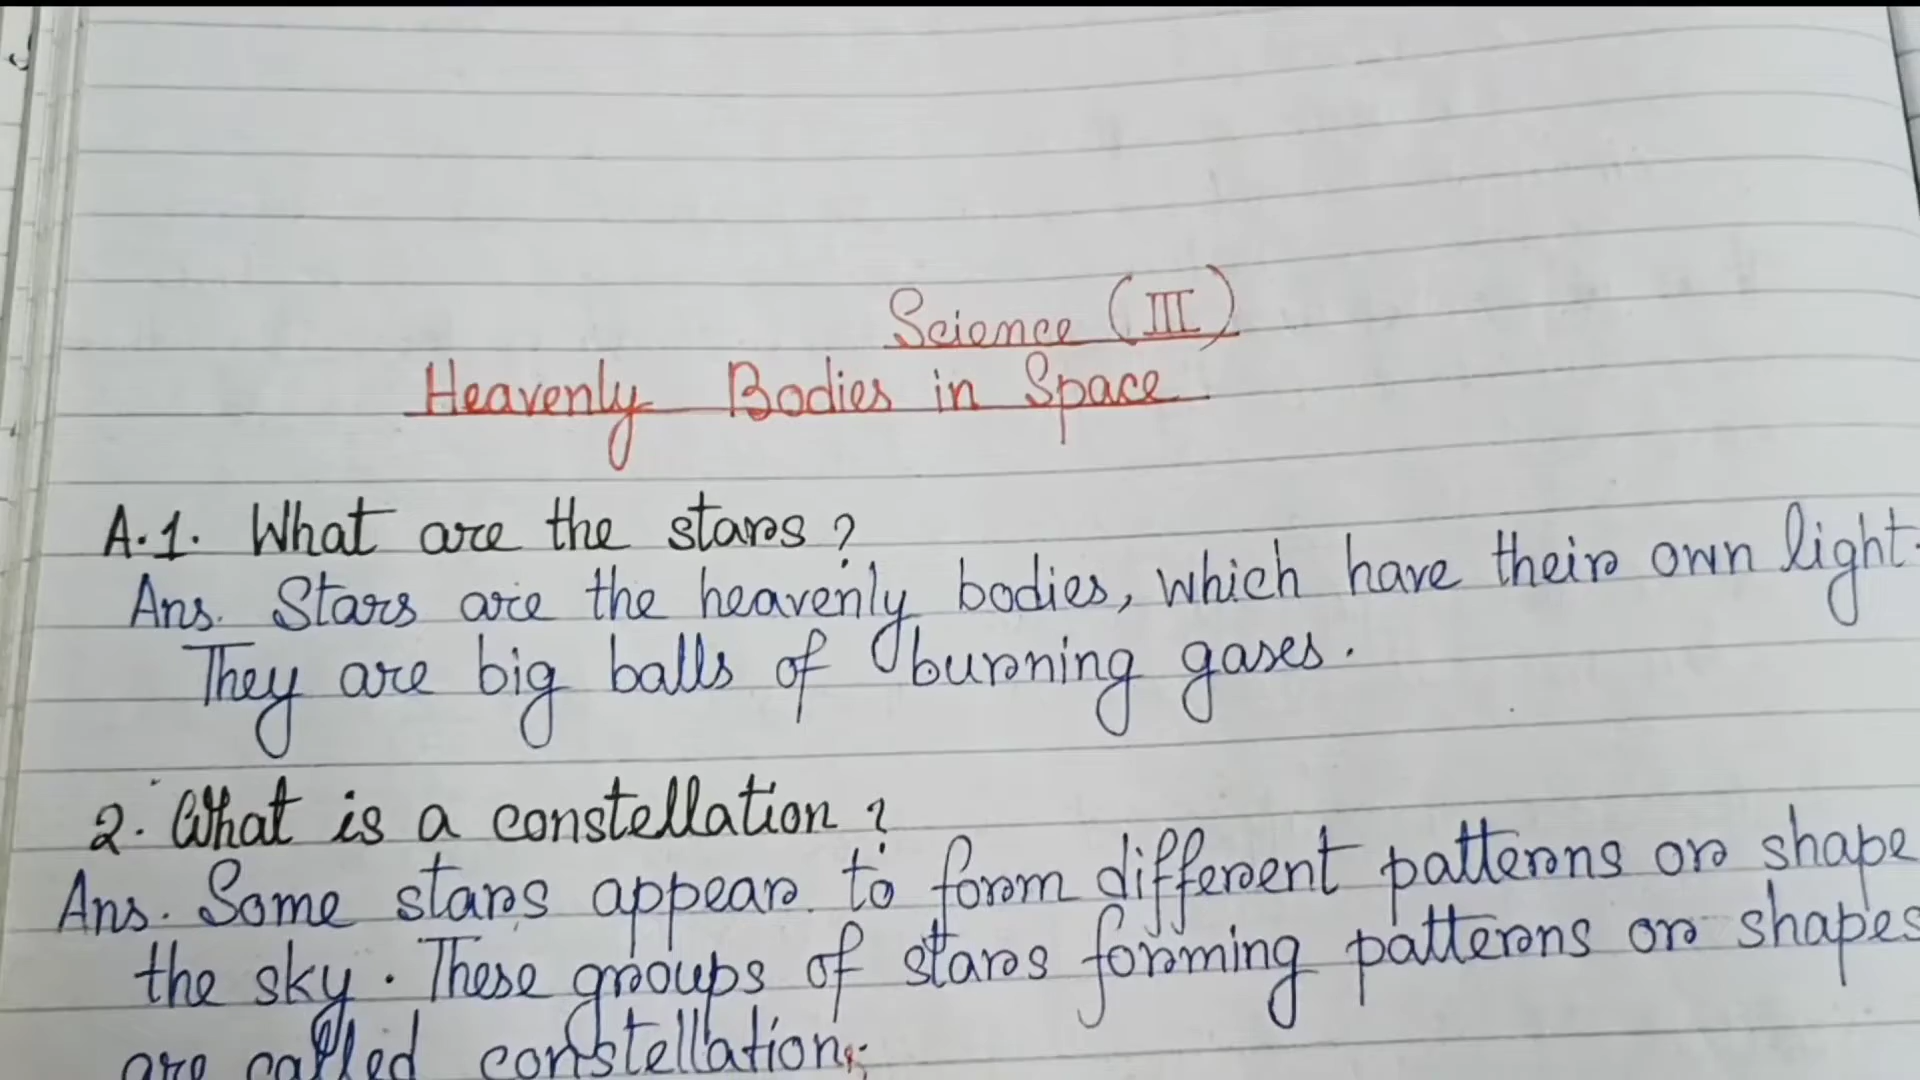 Science (III)
Heavenly Bodies in Space
A.1. What are the stars?
Ans. Stars are the heavenly bodies, which have their own light.
They are big balls of burning gases.
2. What is a constellation?
Ans. Some stars appear to form different patterns or shape
the sky. These groups of stars forming patterns or shapes
are called constellation.